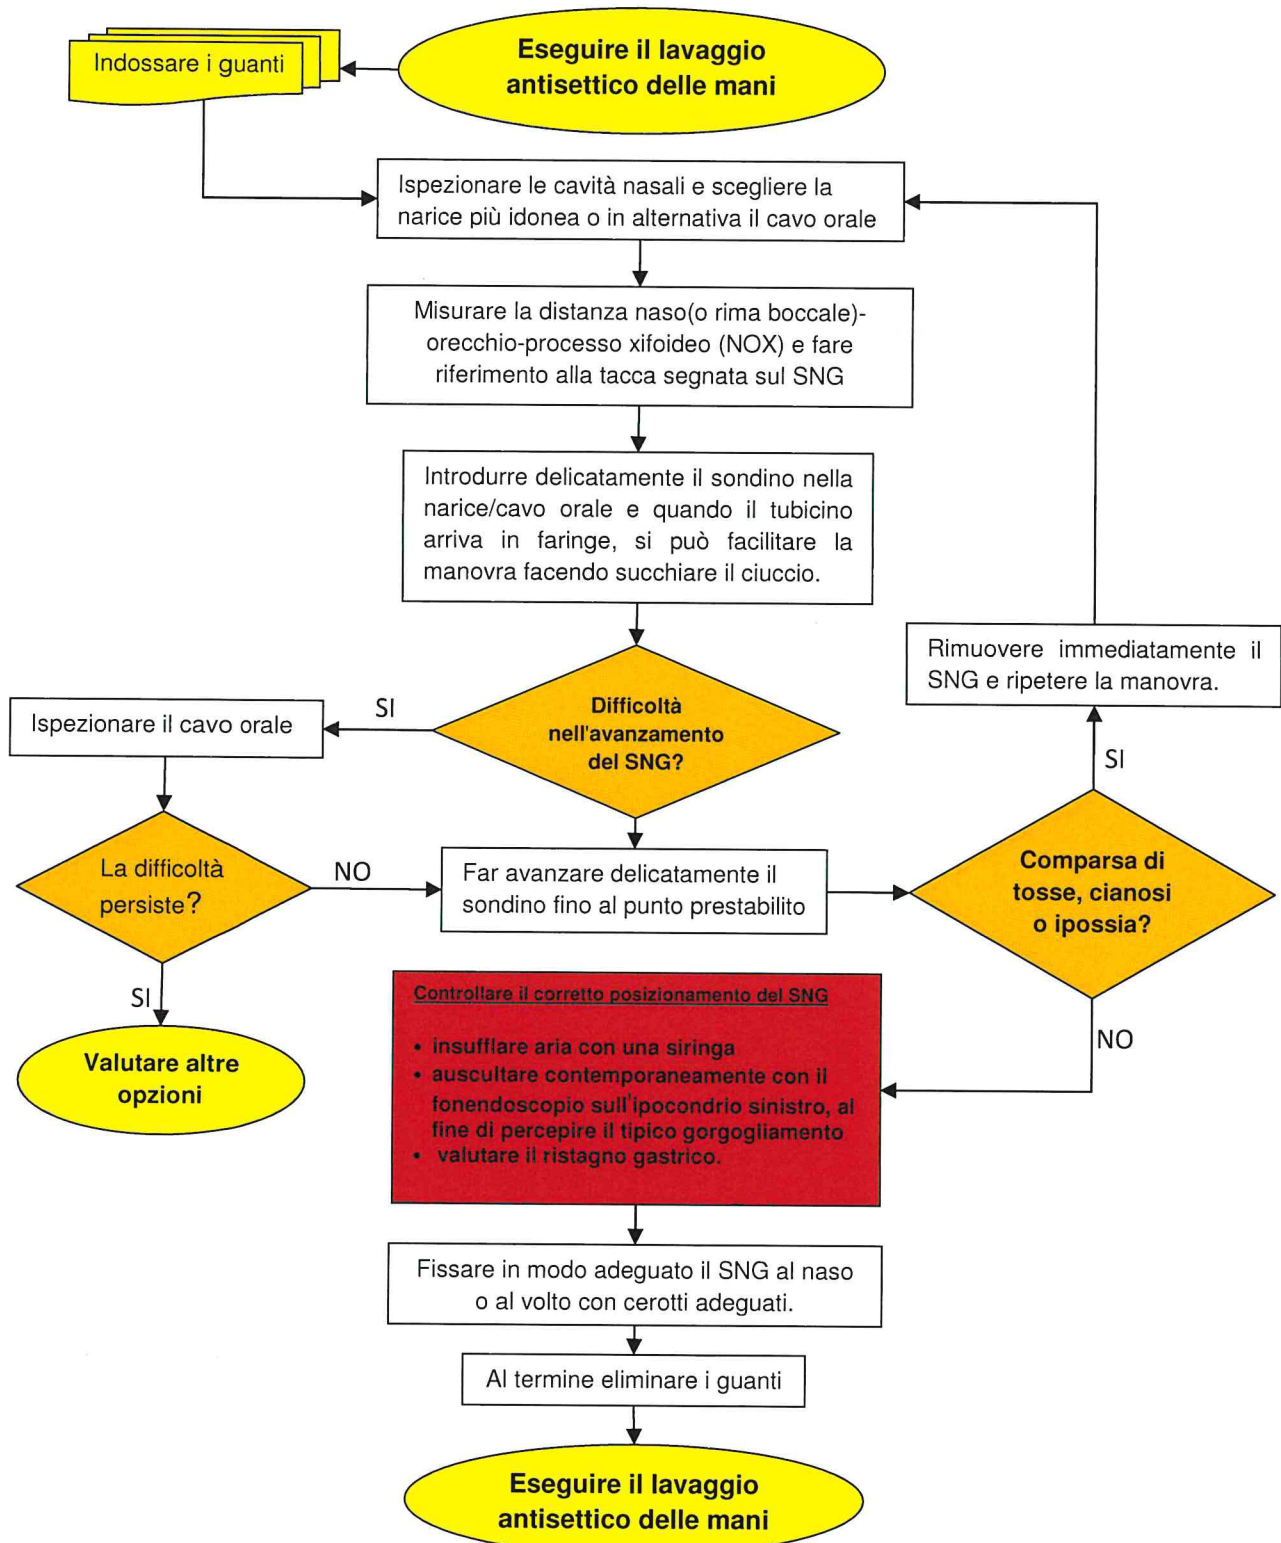 Eseguire il lavaggio
antisettico delle mani
Indossare i guanti
Ispezionare le cavità nasali e scegliere la
narice più idonea o in alternativa il cavo orale
Misurare la distanza naso(o rima boccale)-
orecchio-processo xifoideo (NOX) e fare
riferimento alla tacca segnata sul SNG
Introdurre delicatamente il sondino nella
narice/cavo orale e quando il tubicino
arriva in faringe, si può facilitare la
manovra facendo succhiare il ciuccio.
Rimuovere immediatamente il
SNG e ripetere la manovra.
Difficoltà
nell'avanzamento
del SNG?
SI
Ispezionare il cavo orale
SI
La difficoltà
persiste?
NO
Far avanzare delicatamente il
sondino fino al punto prestabilito
Comparsa di
tosse, cianosi
o ipossia?
SI
Valutare altre
opzioni
NO
Controllare il corretto posizionamento del SNG
• insufflare aria con una siringa
• auscultare contemporaneamente con il
fonendoscopio sull'ipocondrio sinistro, al
fine di percepire il tipico gorgogliamento
• valutare il ristagno gastrico.
Fissare in modo adeguato il SNG al naso
o al volto con cerotti adeguati.
Al termine eliminare i guanti
Eseguire il lavaggio
antisettico delle mani